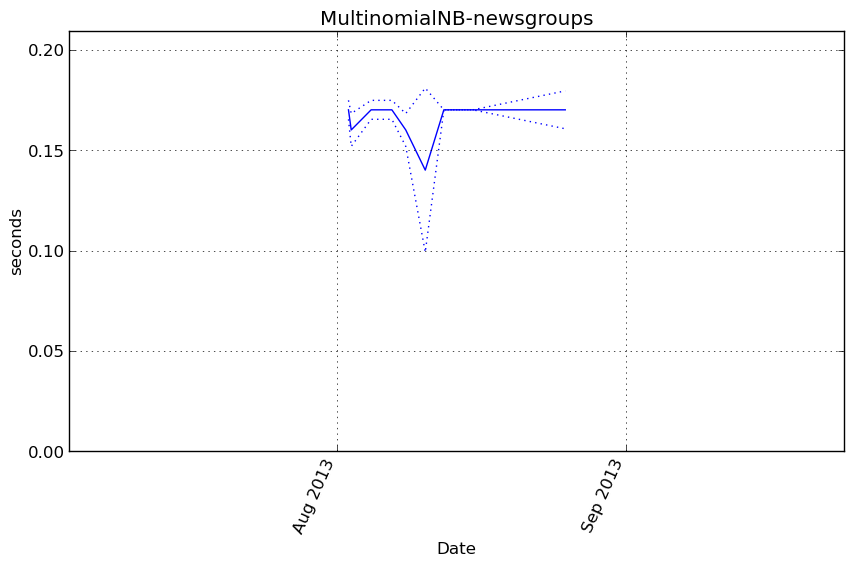 MultinomialNB-newsgroups
0.20
0.15
0.10
0.05
0.00
seconds
Aug 2013
Sep 2013
Date